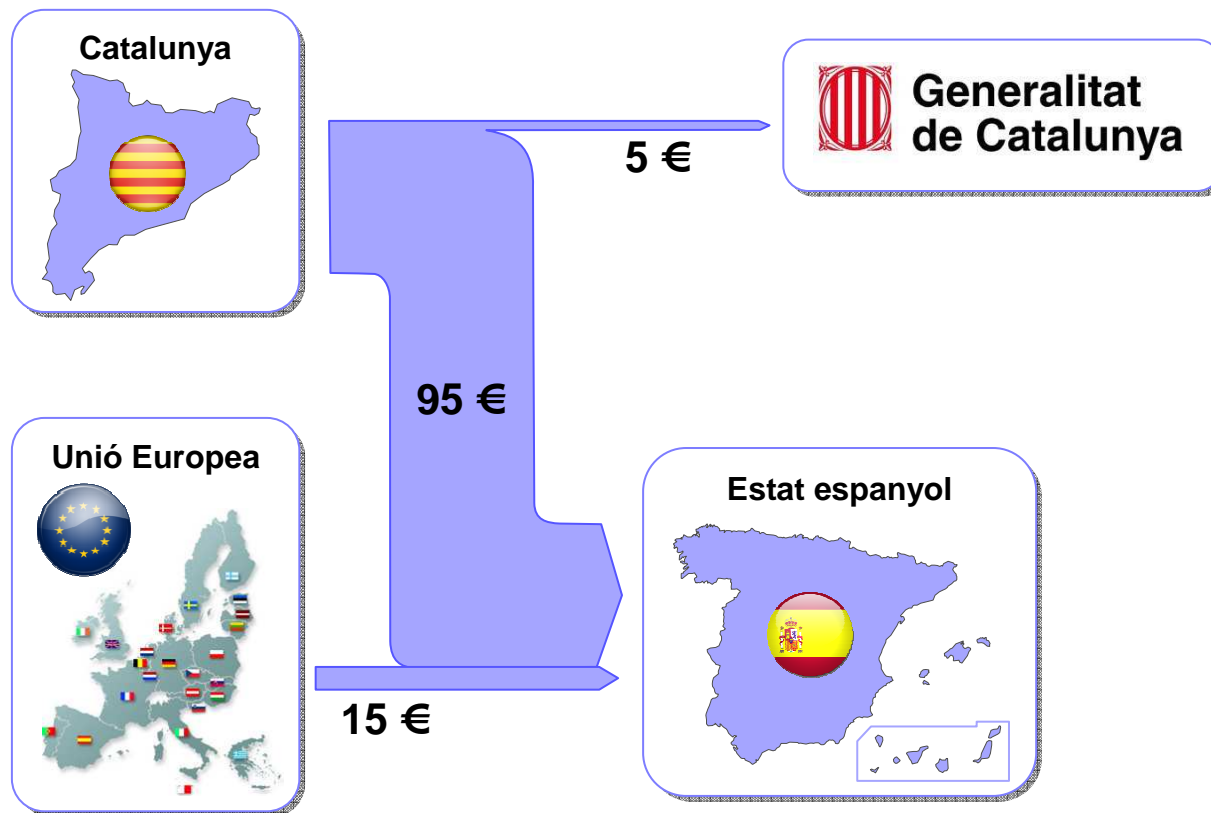 Catalunya
Generalitat
de Catalunya
5 €
95 €
Unió Europea
Estat espanyol
15 €